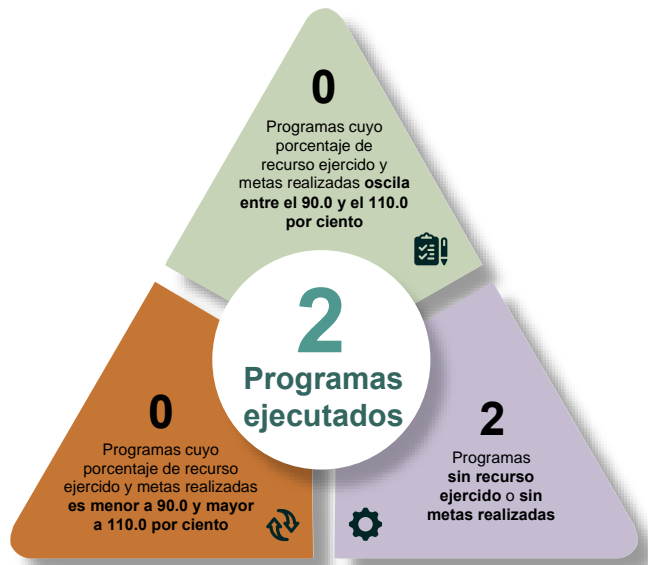 0
Programas cuyo
porcentaje de
recurso ejercido y
metas realizadas oscila
entre el 90.0 y el 110.0
por ciento
2
Programas
ejecutados
0
Programas cuyo
porcentaje de recurso
ejercido y metas realizadas
es menor a 90.0 y mayor
a 110.0 por ciento
2
Programas
sin recurso
ejercido o sin
metas realizadas